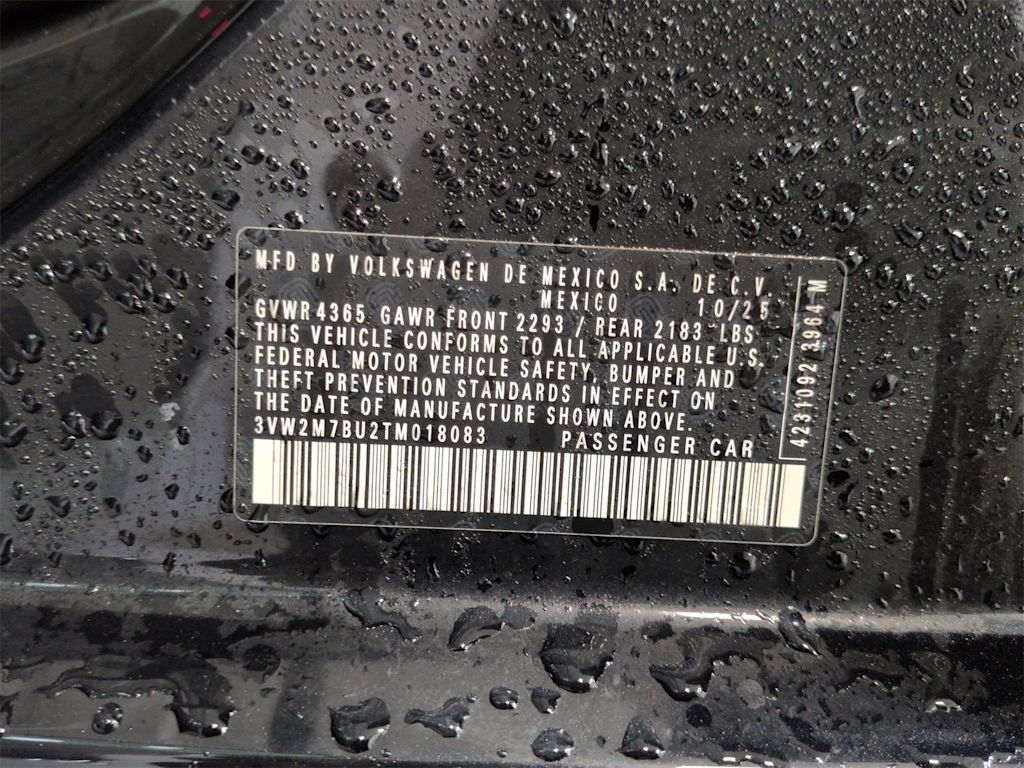 MFD BY VOLKSWAGEN DE MEXICO S.A. DE C.V.
MEXICO 10/25
GVWR 4365 GAWR FRONT 2293 / REAR 2183 LBS
THIS VEHICLE CONFORMS TO ALL APPLICABLE U.S.
FEDERAL MOTOR VEHICLE SAFETY, BUMPER AND
THEFT PREVENTION STANDARDS IN EFFECT ON
THE DATE OF MANUFACTURE SHOWN ABOVE.
3VW2M7BU2TM018083 PASSENGER CAR
4231092 3964 M